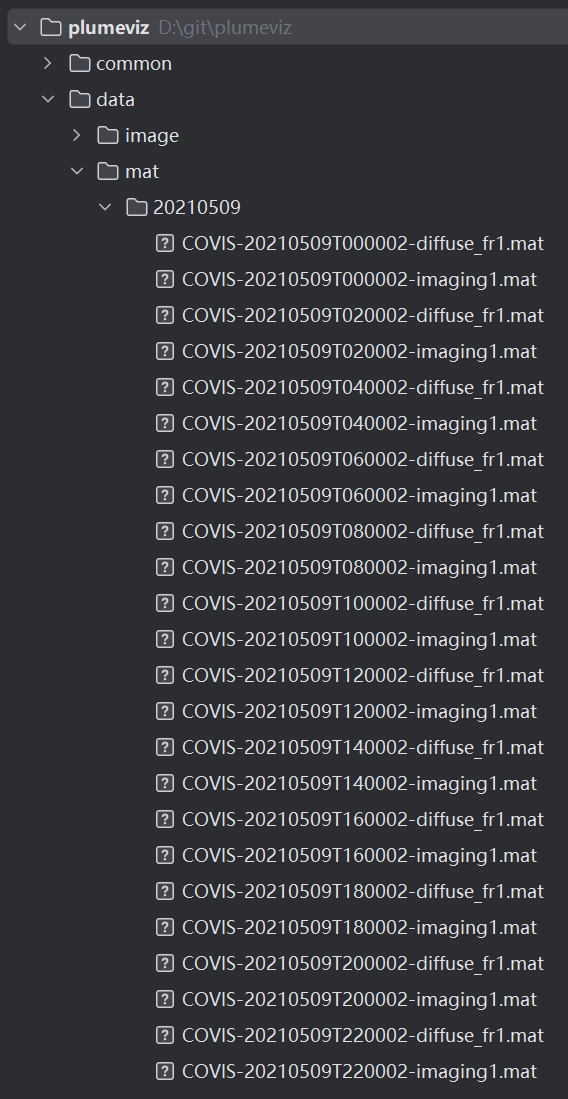 plumeviz D:\git\plumeviz
common
data
image
mat
20210509
COVIS-20210509T000002-diffuse_fr1.mat
COVIS-20210509T000002-imaging1.mat
COVIS-20210509T020002-diffuse_fr1.mat
COVIS-20210509T020002-imaging1.mat
COVIS-20210509T040002-diffuse_fr1.mat
COVIS-20210509T040002-imaging1.mat
COVIS-20210509T060002-diffuse_fr1.mat
COVIS-20210509T060002-imaging1.mat
COVIS-20210509T080002-diffuse_fr1.mat
COVIS-20210509T080002-imaging1.mat
COVIS-20210509T100002-diffuse_fr1.mat
COVIS-20210509T100002-imaging1.mat
COVIS-20210509T120002-diffuse_fr1.mat
COVIS-20210509T120002-imaging1.mat
COVIS-20210509T140002-diffuse_fr1.mat
COVIS-20210509T140002-imaging1.mat
COVIS-20210509T160002-diffuse_fr1.mat
COVIS-20210509T160002-imaging1.mat
COVIS-20210509T180002-diffuse_fr1.mat
COVIS-20210509T180002-imaging1.mat
COVIS-20210509T200002-diffuse_fr1.mat
COVIS-20210509T200002-imaging1.mat
COVIS-20210509T220002-diffuse_fr1.mat
COVIS-20210509T220002-imaging1.mat